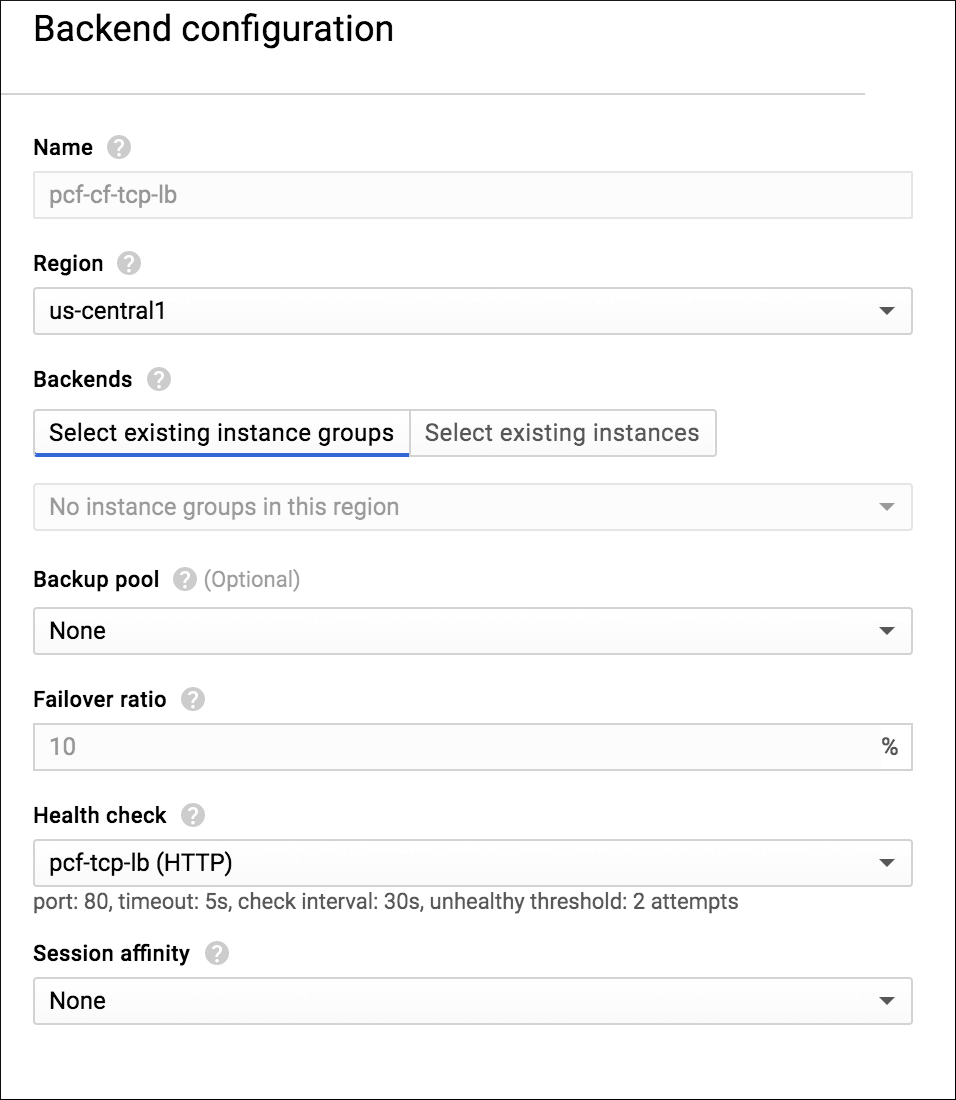 Backend configuration
Name ?
pcf-cf-tcp-lb
Region ?
us-central1
Backends ?
Select existing instance groups Select existing instances
No instance groups in this region
Backup pool ? (Optional)
None
Failover ratio ?
10 %
Health check ?
pcf-tcp-lb (HTTP)
port: 80, timeout: 5s, check interval: 30s, unhealthy threshold: 2 attempts
Session affinity ?
None